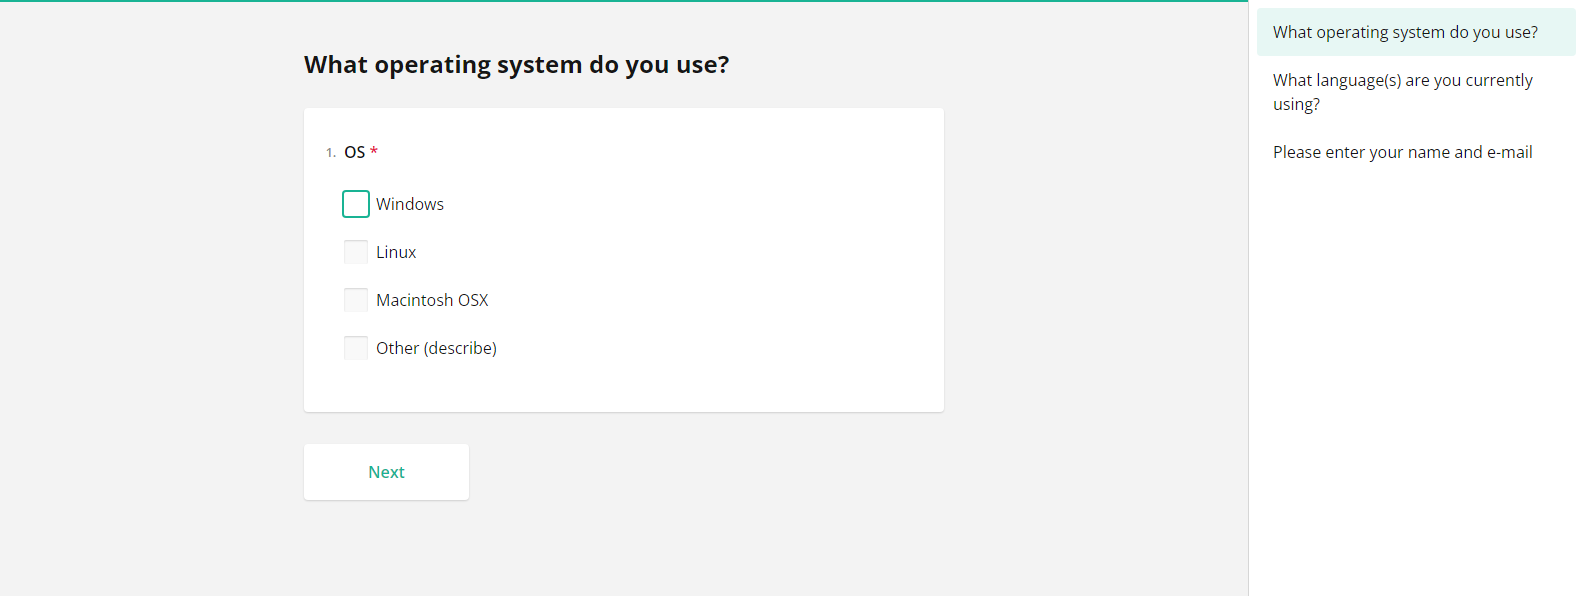 What operating system do you use?
1. OS *
Windows
Linux
Macintosh OSX
Other (describe)
Next
What operating system do you use?
What language(s) are you currently
using?
Please enter your name and e-mail